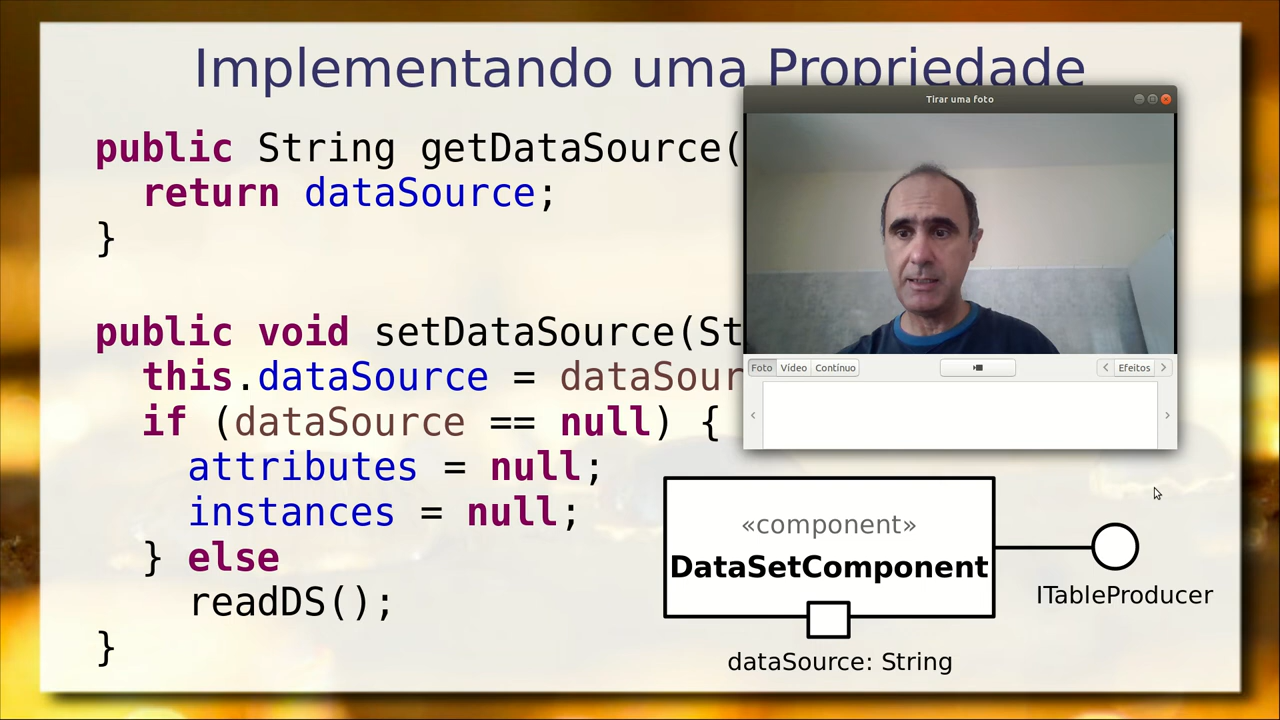 Implementando uma Propriedade
public String getDataSource(
return dataSource;
}
public void setDataSource(St
this.dataSource = dataSour
if (dataSource == null) {
attributes = null;
instances = null;
} else
readDS();
}
Tirar uma foto
Foto Vídeo Contínuo
Efeitos
«component»
DataSetComponent
ITableProducer
dataSource: String